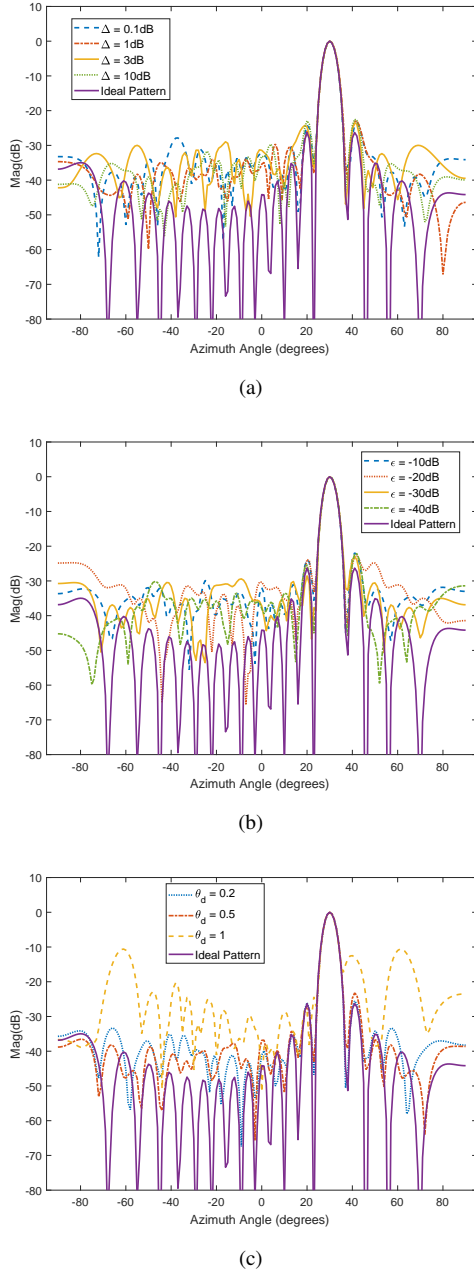 10
0
-10
-20
-30
-40
-50
-60
-70
-80
Mag(dB)
Δ = 0.1dB
Δ = 1dB
Δ = 3dB
Δ = 10dB
Ideal Pattern
-80 -60 -40 -20 0 20 40 60 80
Azimuth Angle (degrees)
(a)
10
0
-10
-20
-30
-40
-50
-60
-70
-80
Mag(dB)
ϵ = -10dB
ϵ = -20dB
ϵ = -30dB
ϵ = -40dB
Ideal Pattern
-80 -60 -40 -20 0 20 40 60 80
Azimuth Angle (degrees)
(b)
10
0
-10
-20
-30
-40
-50
-60
-70
-80
Mag(dB)
θd = 0.2
θd = 0.5
θd = 1
Ideal Pattern
-80 -60 -40 -20 0 20 40 60 80
Azimuth Angle (degrees)
(c)